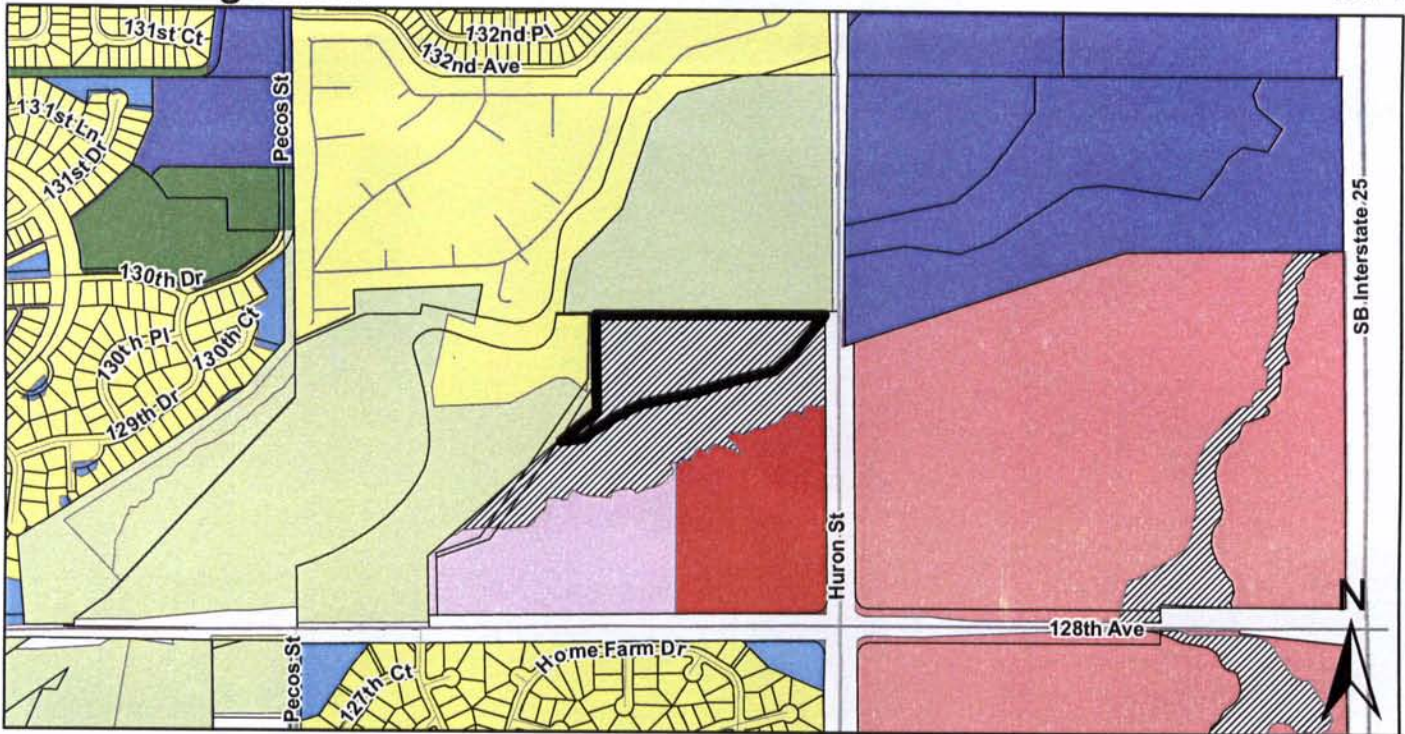 131st Ct
132nd Pl
132nd Ave
Pecos St
131st Ln
131st Dr
SB Interstate 25
130th Dr
130th Pl
130th Ct
129th Dr
Huron St
N
128th Ave
Pecos St
127th Ct
Home Farm Dr